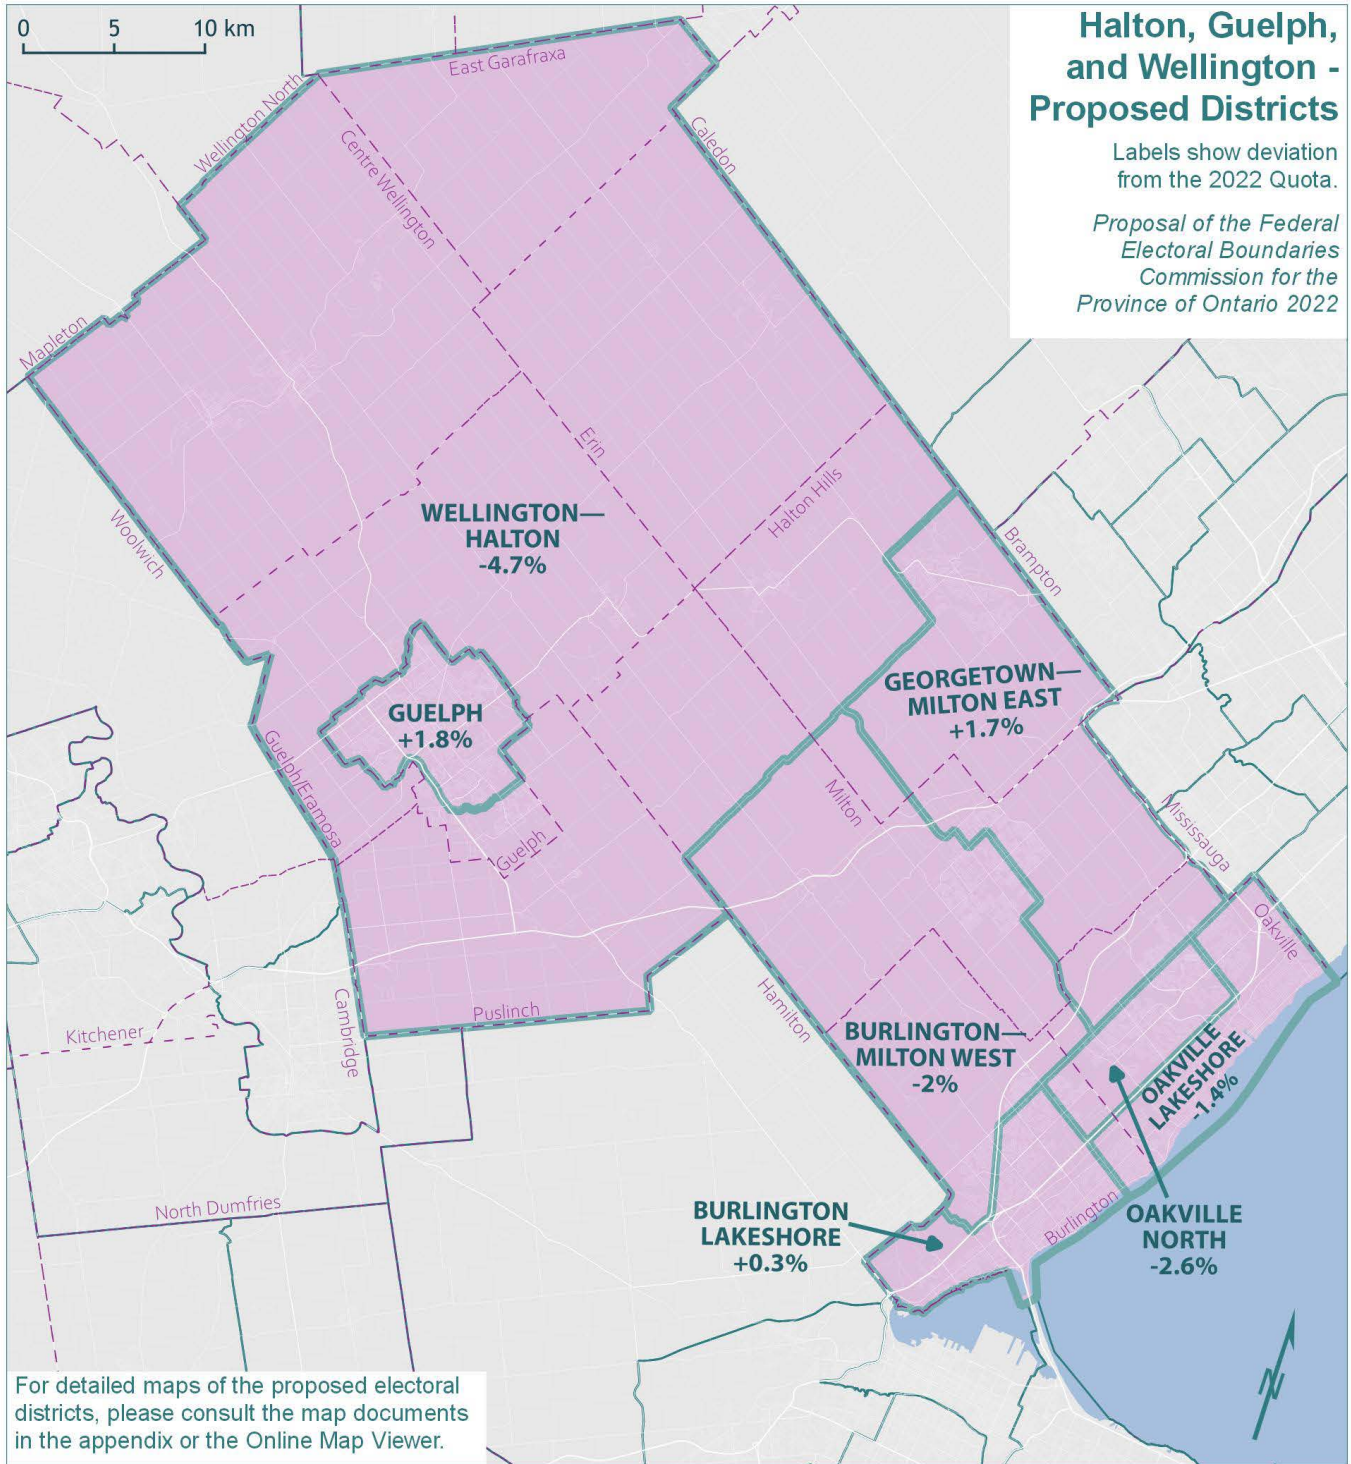 0 5 10 km
Halton, Guelph,
and Wellington -
Proposed Districts
Labels show deviation
from the 2022 Quota.
Proposal of the Federal
Electoral Boundaries
Commission for the
Province of Ontario 2022
East Garafraxa
Wellington North
Centre Wellington
Caledon
Mapleton
Erin
Halton Hills
Woolwich
WELLINGTON—
HALTON
-4.7%
Brampton
GEORGETOWN—
MILTON EAST
+1.7%
GUELPH
+1.8%
Guelph/Eramosa
Milton
Mississauga
Guelph
Oakville
Cambridge
Puslinch
Hamilton
Kitchener
BURLINGTON—
MILTON WEST
-2%
OAKVILLE
LAKESHORE
-1.4%
North Dumfries
BURLINGTON
LAKESHORE
+0.3%
Burlington
OAKVILLE
NORTH
-2.6%
N
For detailed maps of the proposed electoral
districts, please consult the map documents
in the appendix or the Online Map Viewer.